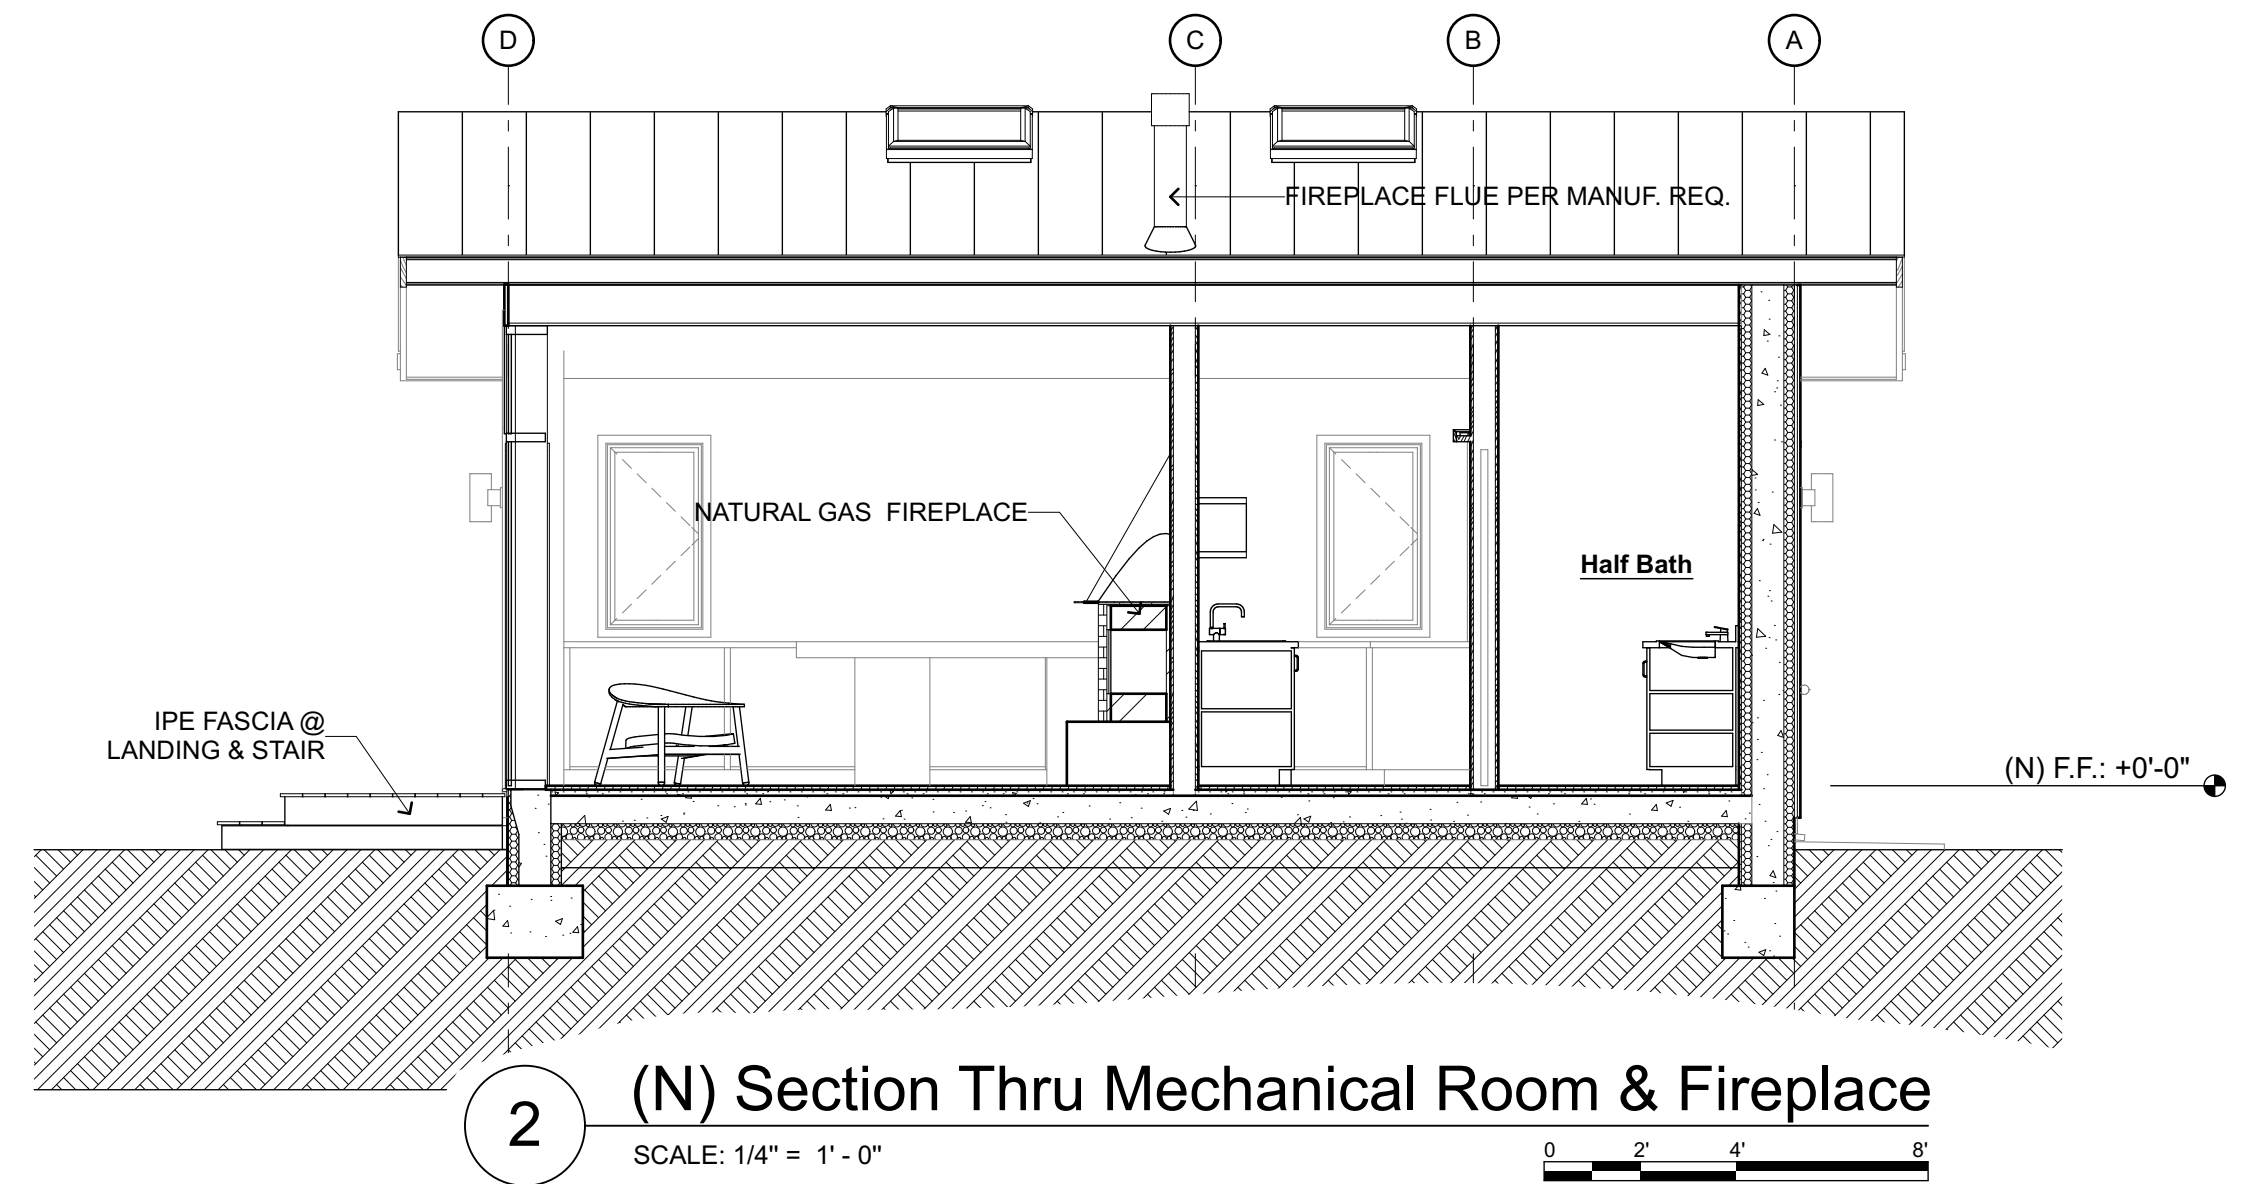 D
C
B
A
FIREPLACE FLUE PER MANUF. REQ.
NATURAL GAS  FIREPLACE
Half Bath
IPE FASCIA @
LANDING & STAIR
(N) F.F.: +0'-0"
2
(N) Section Thru Mechanical Room & Fireplace
SCALE: 1/4" =  1' - 0"
0 2' 4' 8'